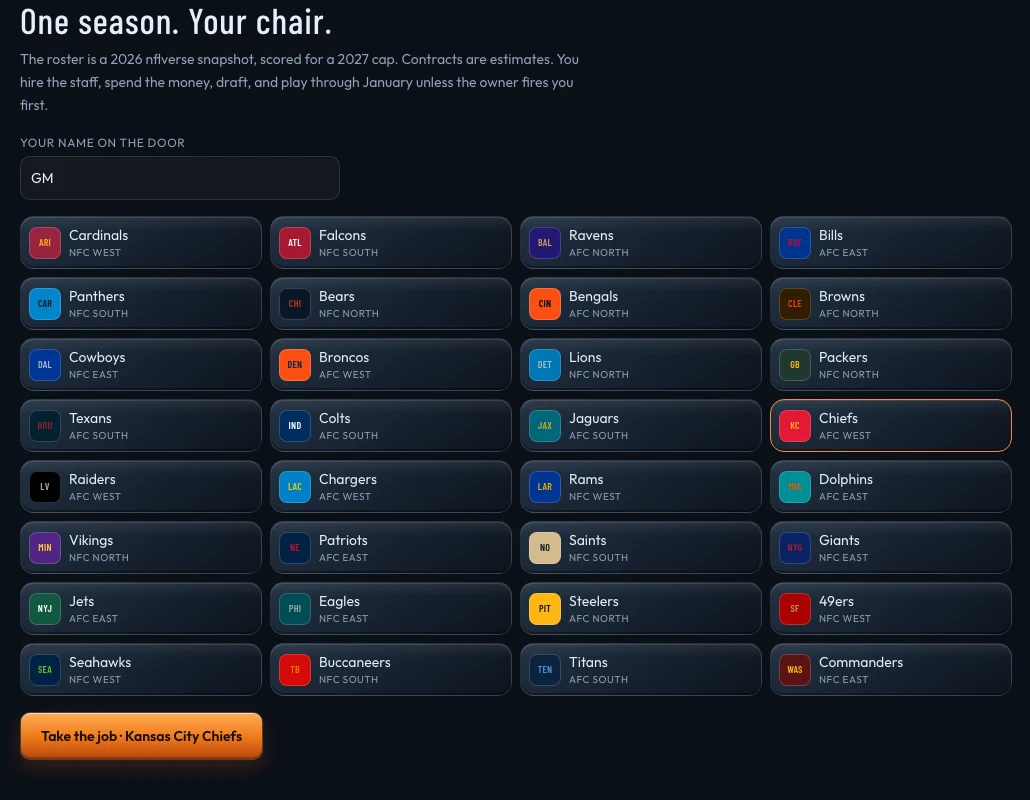 One season. Your chair.
The roster is a 2026 nflverse snapshot, scored for a 2027 cap. Contracts are estimates. You
hire the staff, spend the money, draft, and play through January unless the owner fires you
first.
YOUR NAME ON THE DOOR
GM
ARI Cardinals
NFC WEST
ATL Falcons
NFC SOUTH
BAL Ravens
AFC NORTH
BUF Bills
AFC EAST
CAR Panthers
NFC SOUTH
CHI Bears
NFC NORTH
CIN Bengals
AFC NORTH
CLE Browns
AFC NORTH
DAL Cowboys
NFC EAST
DEN Broncos
AFC WEST
DET Lions
NFC NORTH
GB Packers
NFC NORTH
HOU Texans
AFC SOUTH
IND Colts
AFC SOUTH
JAX Jaguars
AFC SOUTH
KC Chiefs
AFC WEST
LV Raiders
AFC WEST
LAC Chargers
AFC WEST
LAR Rams
NFC WEST
MIA Dolphins
AFC EAST
MIN Vikings
NFC NORTH
NE Patriots
AFC EAST
NO Saints
NFC SOUTH
NYG Giants
NFC EAST
NYJ Jets
AFC EAST
PHI Eagles
NFC EAST
PIT Steelers
AFC NORTH
SF 49ers
NFC WEST
SEA Seahawks
NFC WEST
TB Buccaneers
NFC SOUTH
TEN Titans
AFC SOUTH
WAS Commanders
NFC EAST
Take the job · Kansas City Chiefs